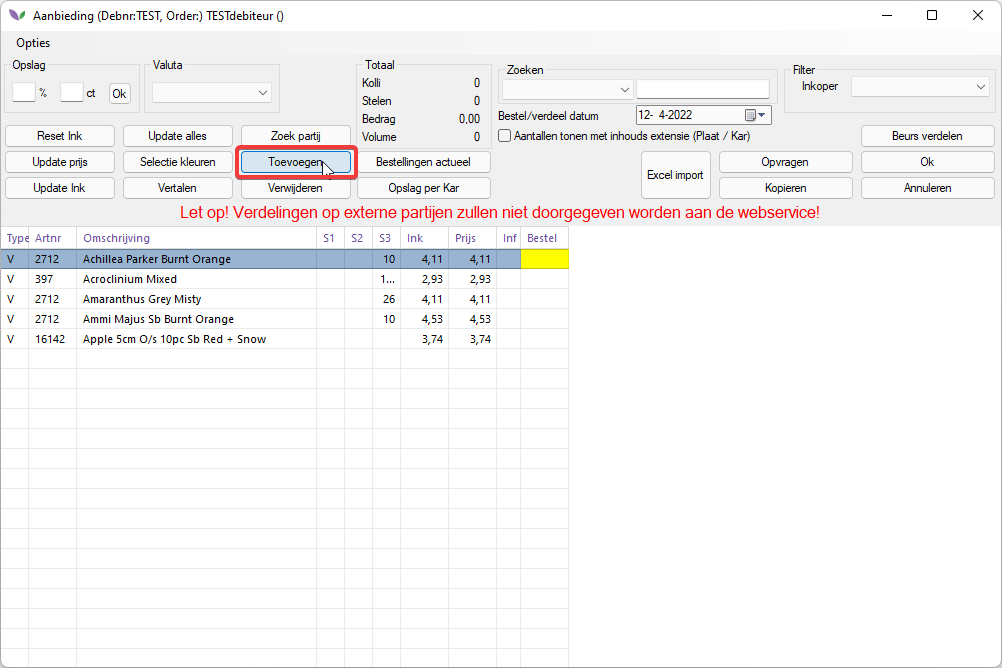 Aanbieding (Debnr:TEST, Order:) TESTdebiteur ()
Opties
Opslag
% ct Ok
Valuta
Totaal
Kolli 0
Stelen 0
Bedrag 0,00
Volume 0
Zoeken
Bestel/verdeel datum 12- 4-2022
Aantallen tonen met inhouds extensie (Plaat / Kar)
Filter
Inkoper
Reset Ink Update alles Zoek partij Beurs verdelen
Update prijs Selectie kleuren Toevoegen Bestellingen actueel Excel import Opvragen Ok
Update Ink Vertalen Verwijderen Opslag per Kar Kopieren Annuleren
Let op! Verdelingen op externe partijen zullen niet doorgegeven worden aan de webservice!
Type Artnr Omschrijving S1 S2 S3 Ink Prijs Inf Bestel
V 2712 Achillea Parker Burnt Orange 10 4,11 4,11
V 397 Acroclinium Mixed 1... 2,93 2,93
V 2712 Amaranthus Grey Misty 26 4,11 4,11
V 2712 Ammi Majus Sb Burnt Orange 10 4,53 4,53
V 16142 Apple 5cm O/s 10pc Sb Red + Snow 3,74 3,74